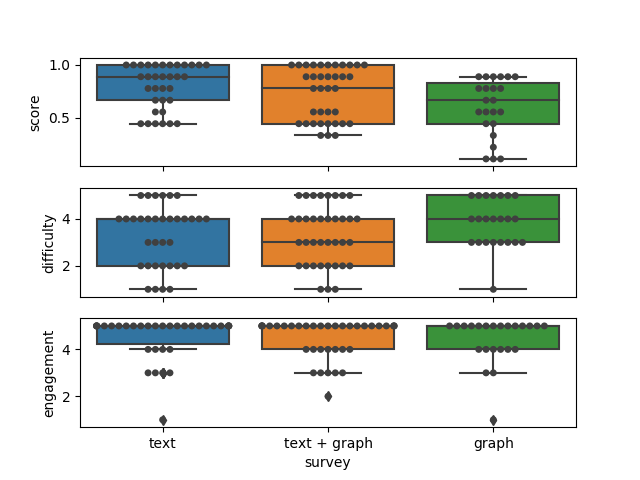 score
1.0
0.5
difficulty
4
2
engagement
4
2
text
text + graph
graph
survey